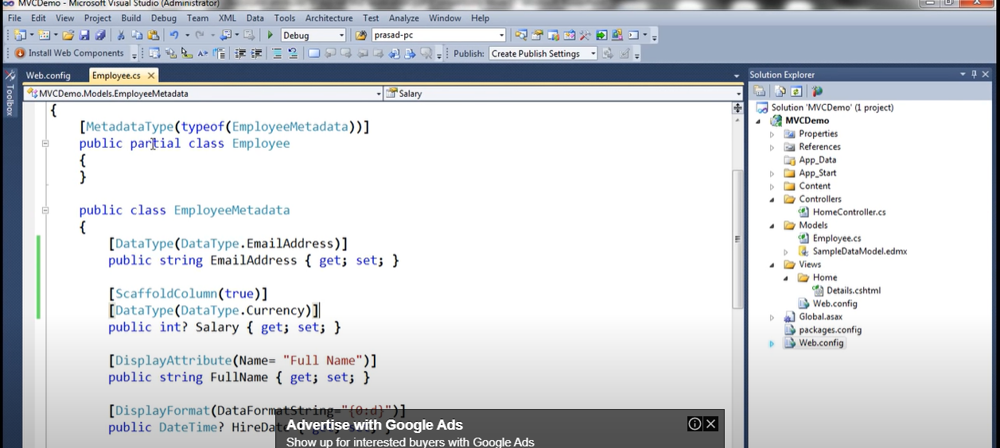 MVCDemo - Microsoft Visual Studio (Administrator)
File Edit View Project Build Debug Team XML Data Tools Architecture Test Analyze Window Help
Debug prasad-pc
Install Web Components Publish: Create Publish Settings
Toolbox
Web.config Employee.cs
MVCDemo.Models.EmployeeMetadata Salary
{
[MetadataType(typeof(EmployeeMetadata))]
public partial class Employee
{
}
public class EmployeeMetadata
{
[DataType(DataType.EmailAddress)]
public string EmailAddress { get; set; }
[ScaffoldColumn(true)]
[DataType(DataType.Currency)]
public int? Salary { get; set; }
[DisplayAttribute(Name= "Full Name")]
public string FullName { get; set; }
[DisplayFormat(DataFormatString="{0:d}")]
public DateTime? HireDate { get; set; }
Advertise with Google Ads
Show up for interested buyers with Google Ads
Solution Explorer
Solution 'MVCDemo' (1 project)
MVCDemo
Properties
References
App_Data
App_Start
Content
Controllers
HomeController.cs
Models
Employee.cs
SampleDataModel.edmx
Views
Home
Details.cshtml
Web.config
Global.asax
packages.config
Web.config